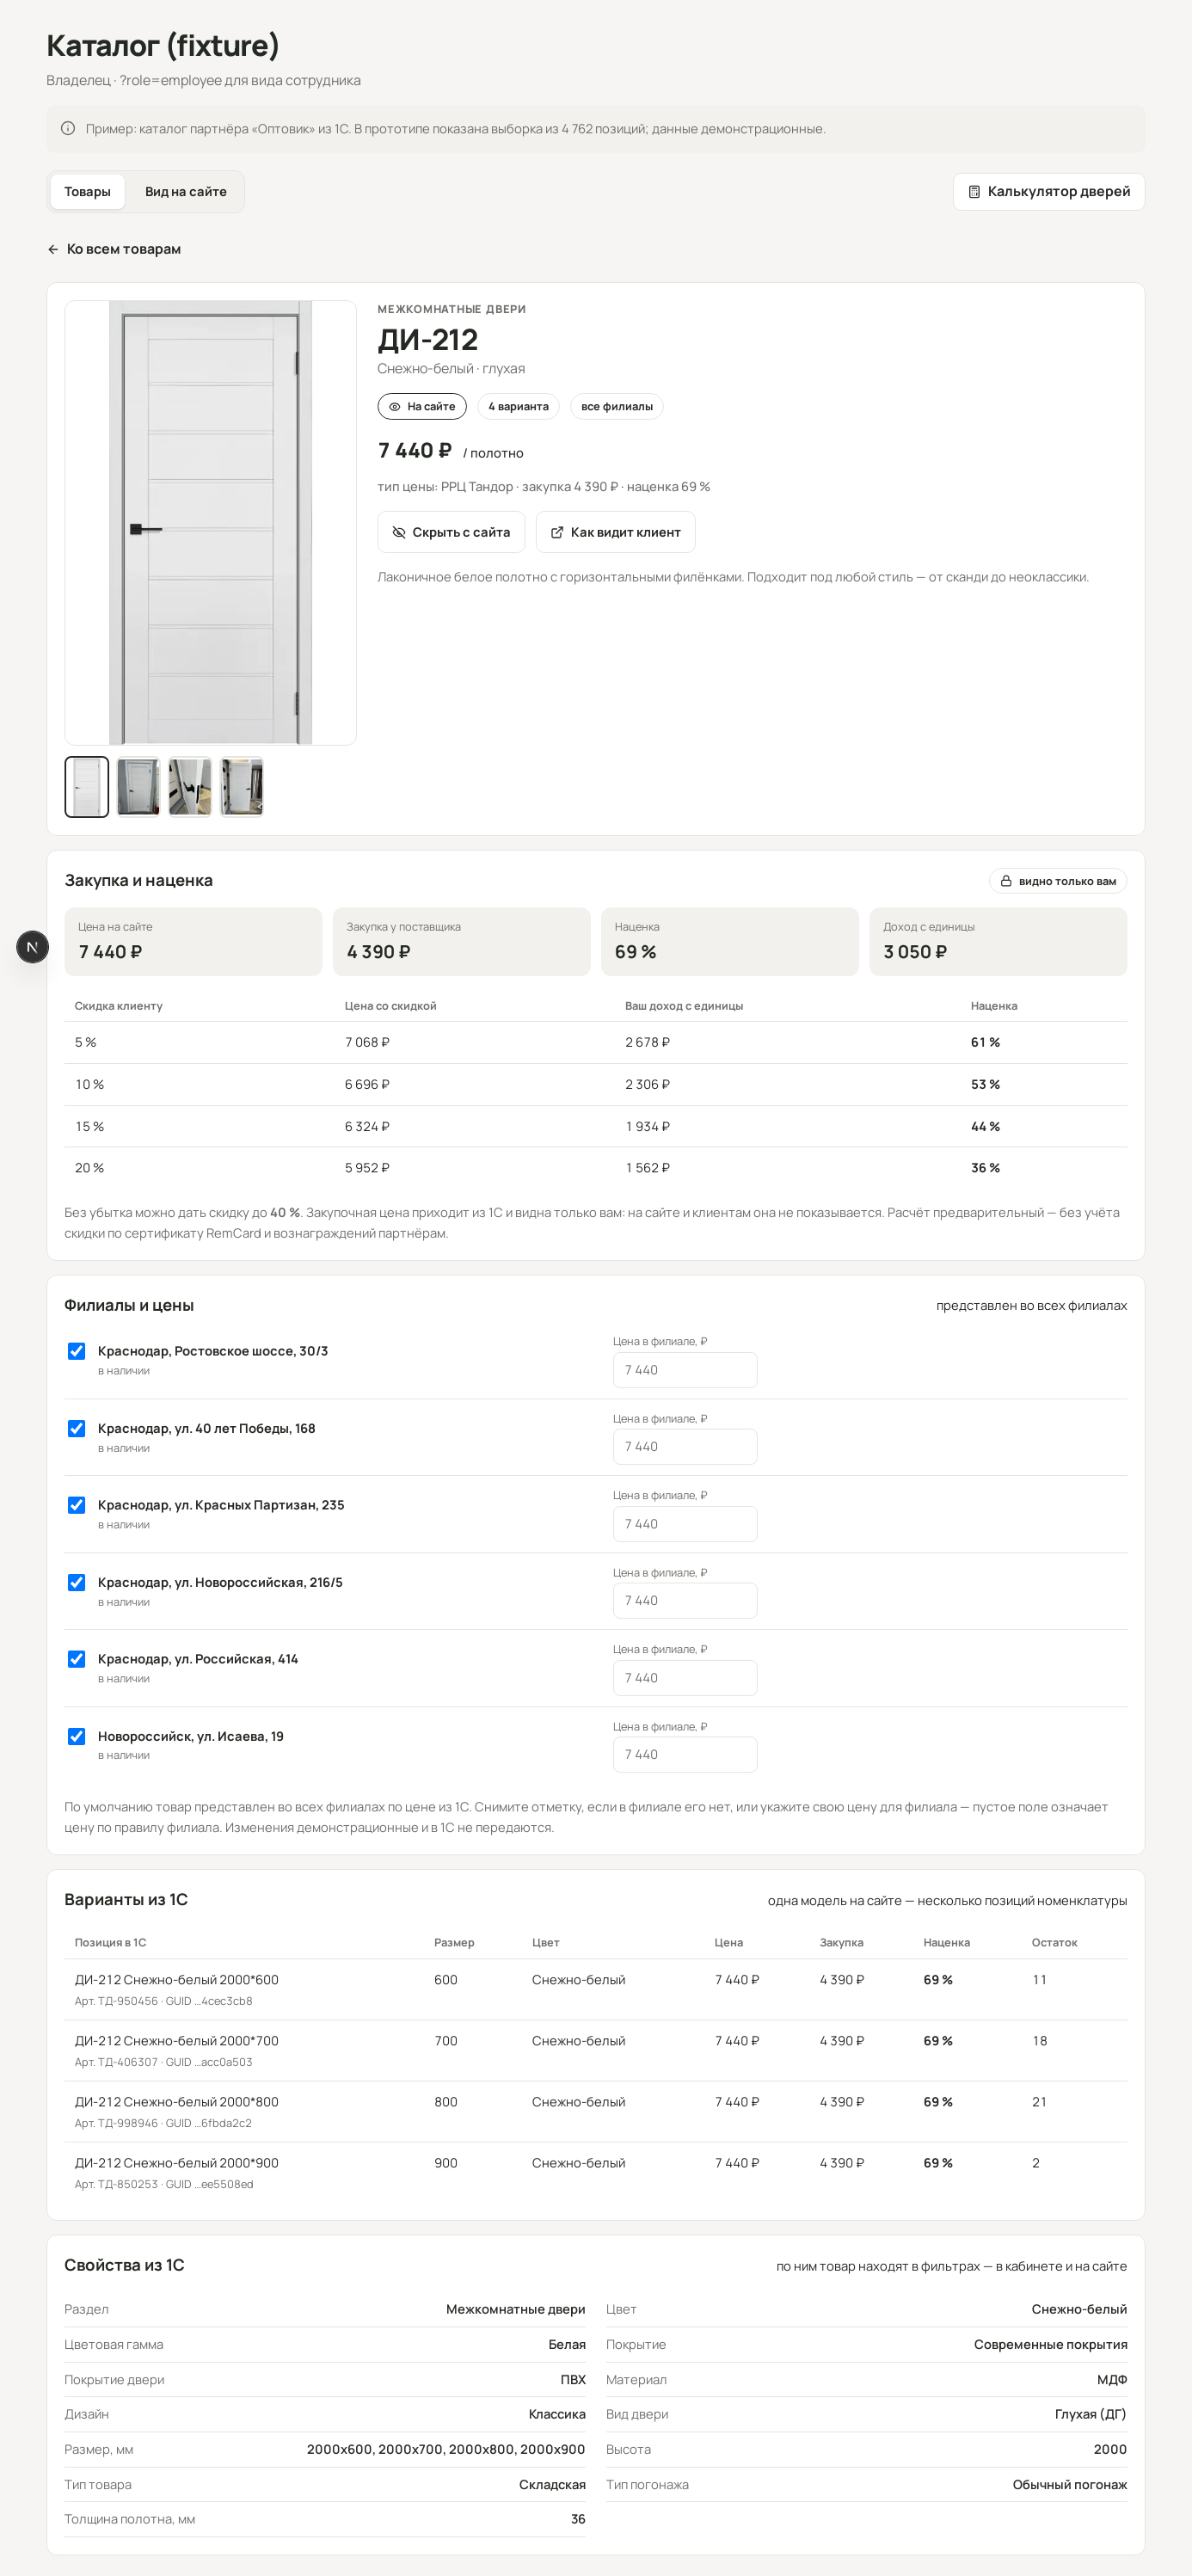 Каталог (fixture)
Владелец · ?role=employee для вида сотрудника
Пример: каталог партнёра «Оптовик» из 1С. В прототипе показана выборка из 4 762 позиций; данные демонстрационные.
Товары
Вид на сайте
Калькулятор дверей
Ко всем товарам
МЕЖКОМНАТНЫЕ ДВЕРИ
ДИ-212
Снежно-белый · глухая
На сайте
4 варианта
все филиалы
7 440 ₽ / полотно
тип цены: РРЦ Тандор · закупка 4 390 ₽ · наценка 69 %
Скрыть с сайта
Как видит клиент
Лаконичное белое полотно с горизонтальными филёнками. Подходит под любой стиль — от сканди до неоклассики.
Закупка и наценка
видно только вам
Цена на сайте
7 440 ₽
Закупка у поставщика
4 390 ₽
Наценка
69 %
Доход с единицы
3 050 ₽
Скидка клиенту Цена со скидкой Ваш доход с единицы Наценка
5 % 7 068 ₽ 2 678 ₽ 61 %
10 % 6 696 ₽ 2 306 ₽ 53 %
15 % 6 324 ₽ 1 934 ₽ 44 %
20 % 5 952 ₽ 1 562 ₽ 36 %
Без убытка можно дать скидку до 40 %. Закупочная цена приходит из 1С и видна только вам: на сайте и клиентам она не показывается. Расчёт предварительный — без учёта
скидки по сертификату RemCard и вознаграждений партнёрам.
Филиалы и цены
представлен во всех филиалах
Краснодар, Ростовское шоссе, 30/3
в наличии
Цена в филиале, ₽
7 440
Краснодар, ул. 40 лет Победы, 168
в наличии
Цена в филиале, ₽
7 440
Краснодар, ул. Красных Партизан, 235
в наличии
Цена в филиале, ₽
7 440
Краснодар, ул. Новороссийская, 216/5
в наличии
Цена в филиале, ₽
7 440
Краснодар, ул. Российская, 414
в наличии
Цена в филиале, ₽
7 440
Новороссийск, ул. Исаева, 19
в наличии
Цена в филиале, ₽
7 440
По умолчанию товар представлен во всех филиалах по цене из 1С. Снимите отметку, если в филиале его нет, или укажите свою цену для филиала — пустое поле означает
цену по правилу филиала. Изменения демонстрационные и в 1С не передаются.
Варианты из 1С
одна модель на сайте — несколько позиций номенклатуры
Позиция в 1С Размер Цвет Цена Закупка Наценка Остаток
ДИ-212 Снежно-белый 2000*600 600 Снежно-белый 7 440 ₽ 4 390 ₽ 69 % 11
Арт. ТД-950456 · GUID …4cec3cb8
ДИ-212 Снежно-белый 2000*700 700 Снежно-белый 7 440 ₽ 4 390 ₽ 69 % 18
Арт. ТД-406307 · GUID …acc0a503
ДИ-212 Снежно-белый 2000*800 800 Снежно-белый 7 440 ₽ 4 390 ₽ 69 % 21
Арт. ТД-998946 · GUID …6fbda2c2
ДИ-212 Снежно-белый 2000*900 900 Снежно-белый 7 440 ₽ 4 390 ₽ 69 % 2
Арт. ТД-850253 · GUID …ee5508ed
Свойства из 1С
по ним товар находят в фильтрах — в кабинете и на сайте
Раздел Межкомнатные двери
Цвет Снежно-белый
Цветовая гамма Белая
Покрытие Современные покрытия
Покрытие двери ПВХ
Материал МДФ
Дизайн Классика
Вид двери Глухая (ДГ)
Размер, мм 2000х600, 2000х700, 2000х800, 2000х900
Высота 2000
Тип товара Складская
Тип погонажа Обычный погонаж
Толщина полотна, мм 36